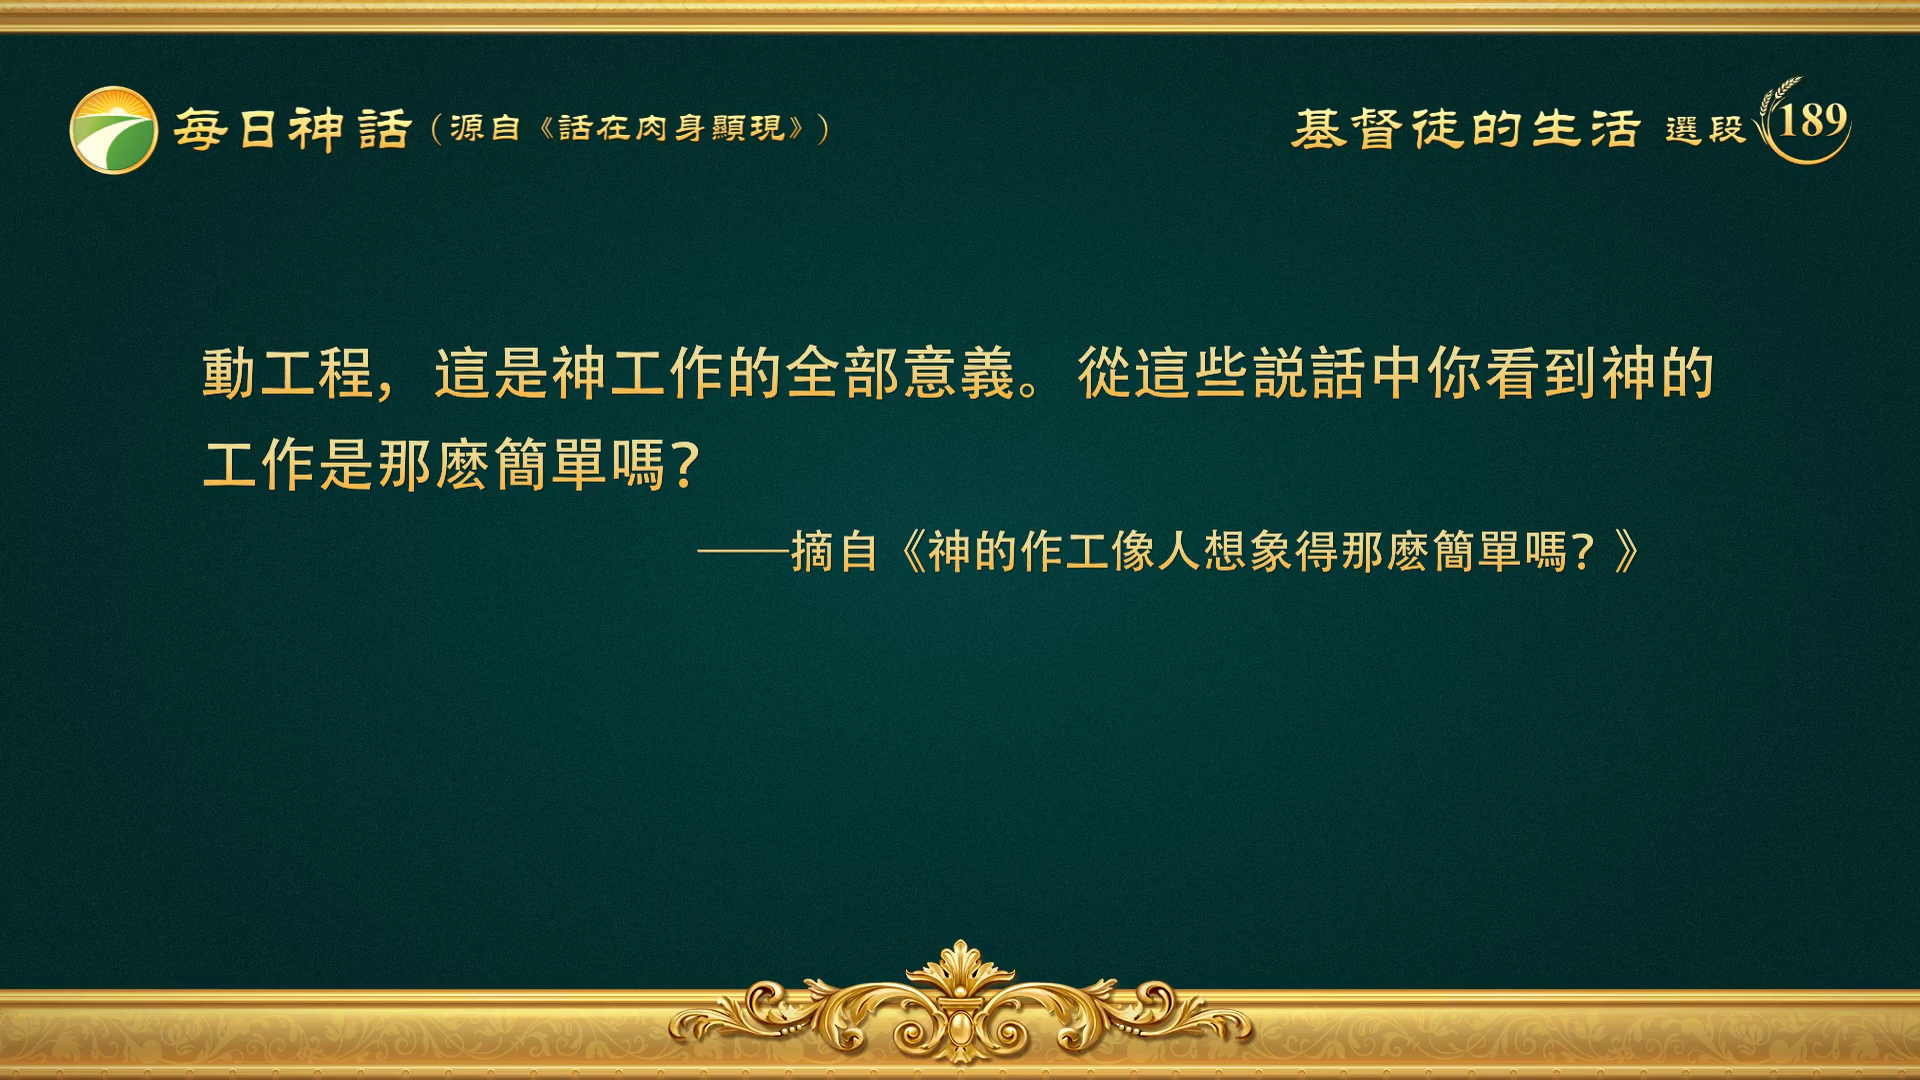 每日神話（源自《話在肉身顯現》）
基督徒的生活 選段 189
動工程，這是神工作的全部意義。從這些説話中你看到神的
工作是那麽簡單嗎？
——摘自《神的作工像人想象得那麽簡單嗎？》